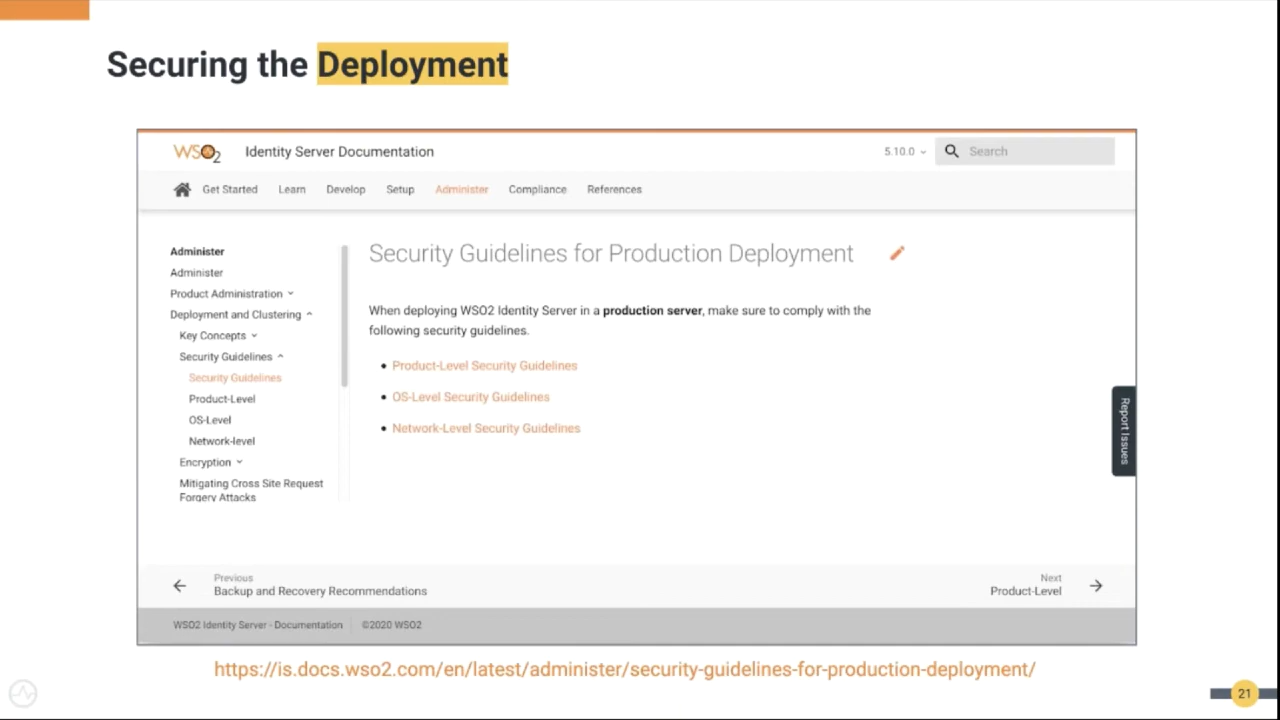 Securing the Deployment
WSO2 Identity Server Documentation
5.10.0
Search
Get Started Learn Develop Setup Administer Compliance References
Administer
Administer
Product Administration
Deployment and Clustering
Key Concepts
Security Guidelines
Security Guidelines
Product-Level
OS-Level
Network-level
Encryption
Mitigating Cross Site Request
Forgery Attacks
Security Guidelines for Production Deployment
When deploying WSO2 Identity Server in a production server, make sure to comply with the
following security guidelines.
• Product-Level Security Guidelines
• OS-Level Security Guidelines
• Network-Level Security Guidelines
Report Issues
Previous
Backup and Recovery Recommendations
Next
Product-Level
WSO2 Identity Server - Documentation ©2020 WSO2
https://is.docs.wso2.com/en/latest/administer/security-guidelines-for-production-deployment/
21